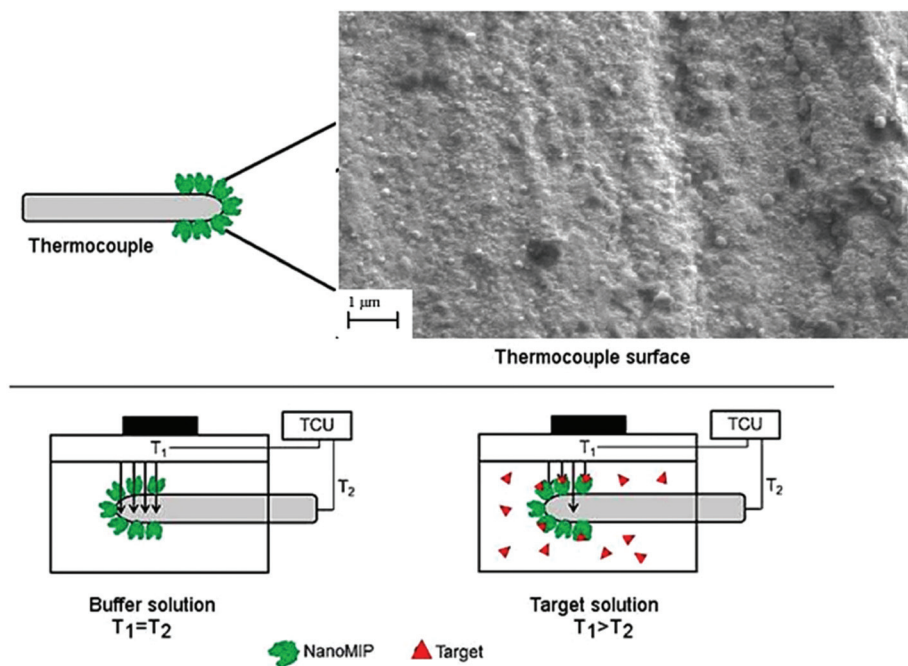 Thermocouple
1 μm
Thermocouple surface
TCU
T₁
T₂
Buffer solution
T₁=T₂
TCU
T₁
T₂
Target solution
T₁>T₂
NanoMIP
Target